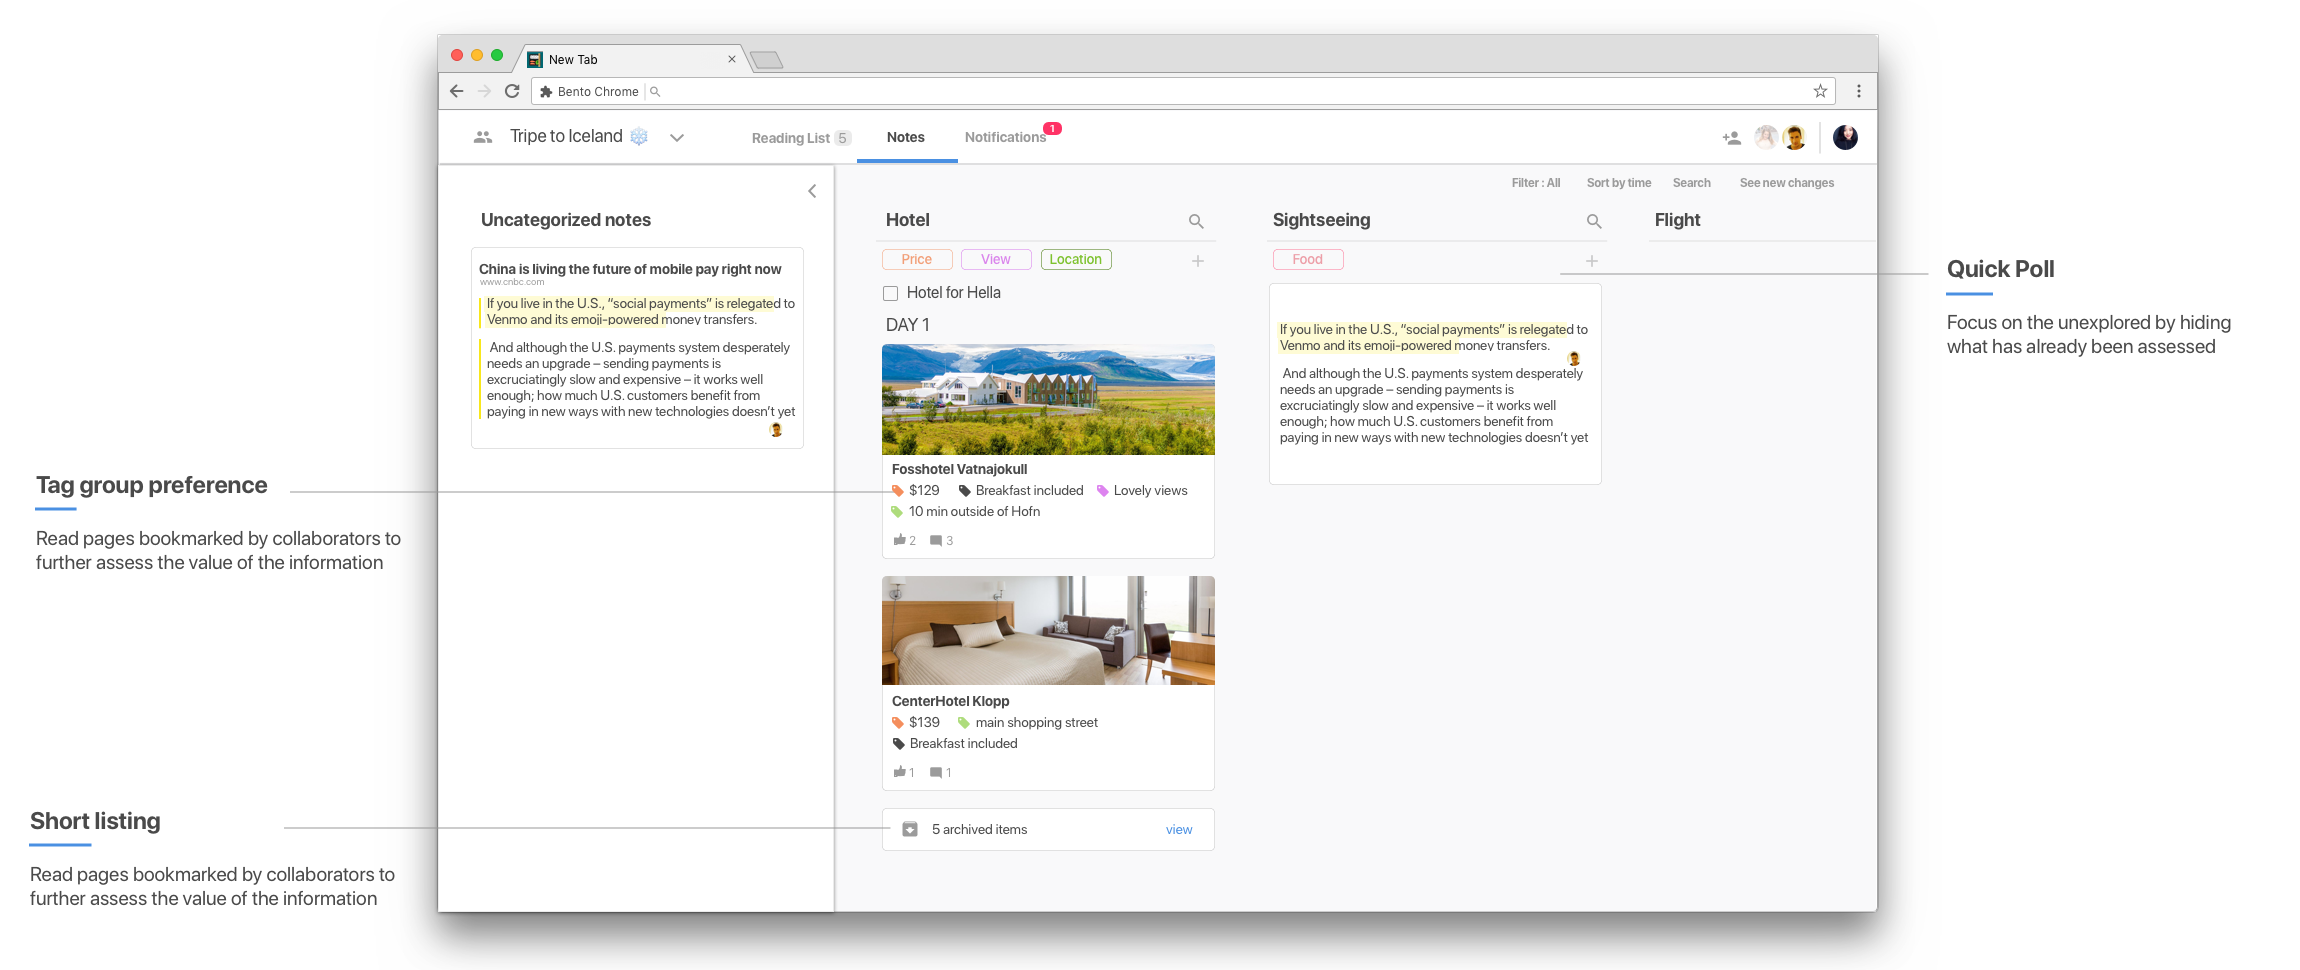 New Tab
Bento Chrome
Tripe to Iceland
Reading List 5
Notes
Notifications 1
Filter : All
Sort by time
Search
See new changes
Uncategorized notes
China is living the future of mobile pay right now
www.cnbc.com
If you live in the U.S., “social payments” is relegated to
Venmo and its emoji-powered money transfers.
And although the U.S. payments system desperately
needs an upgrade – sending payments is
excruciatingly slow and expensive – it works well
enough; how much U.S. customers benefit from
paying in new ways with new technologies doesn’t yet
Hotel
Price
View
Location
Hotel for Hella
DAY 1
Fosshotel Vatnajokull
$129
Breakfast included
Lovely views
10 min outside of Hofn
2
3
CenterHotel Klopp
$139
main shopping street
Breakfast included
1
1
5 archived items
view
Sightseeing
Food
If you live in the U.S., “social payments” is relegated to
Venmo and its emoji-powered money transfers.
And although the U.S. payments system desperately
needs an upgrade – sending payments is
excruciatingly slow and expensive – it works well
enough; how much U.S. customers benefit from
paying in new ways with new technologies doesn’t yet
Flight
Quick Poll
Focus on the unexplored by hiding
what has already been assessed
Tag group preference
Read pages bookmarked by collaborators to
further assess the value of the information
Short listing
Read pages bookmarked by collaborators to
further assess the value of the information